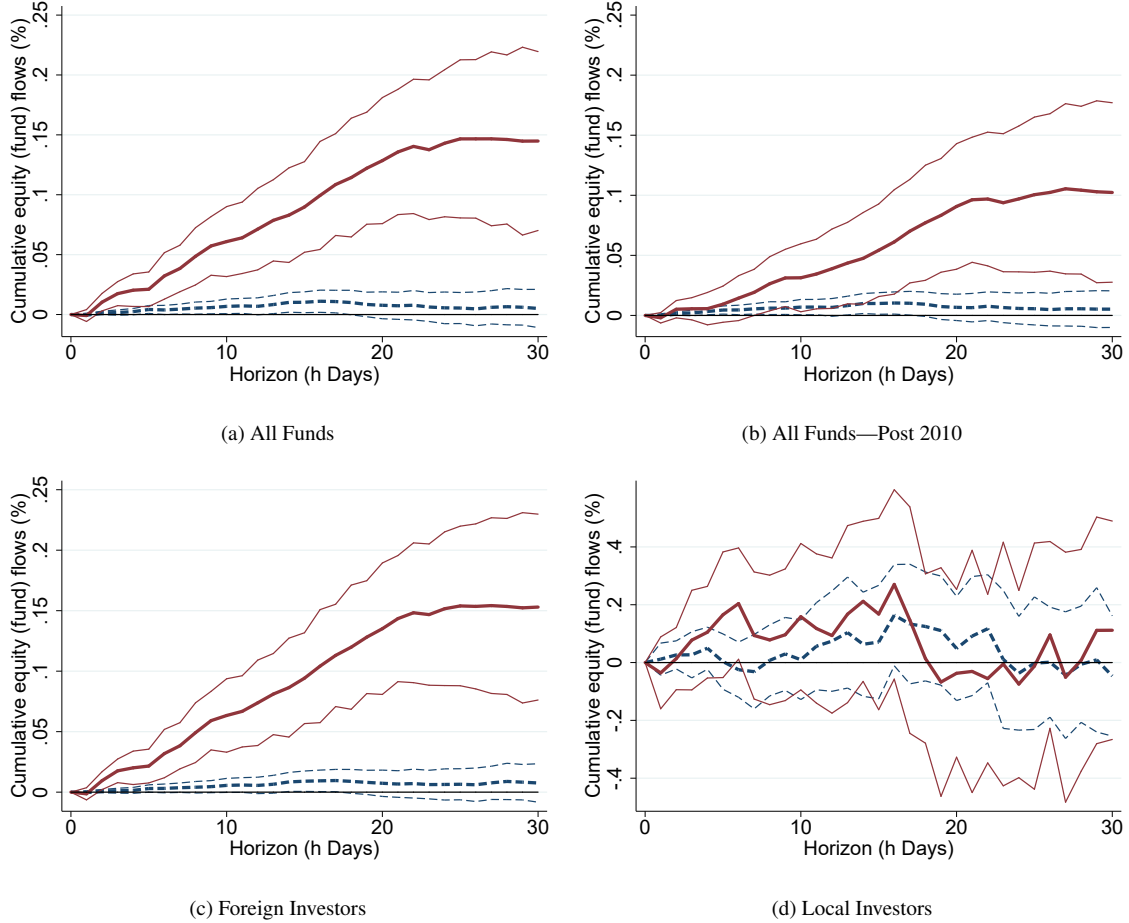 Cumulative equity (fund) flows (%)
.25
.2
.15
.1
.05
0
0 10 20 30
Horizon (h Days)
(a) All Funds
Cumulative equity (fund) flows (%)
.25
.2
.15
.1
.05
0
0 10 20 30
Horizon (h Days)
(b) All Funds—Post 2010
Cumulative equity (fund) flows (%)
.25
.2
.15
.1
.05
0
0 10 20 30
Horizon (h Days)
(c) Foreign Investors
Cumulative equity (fund) flows (%)
.4
.2
0
-.2
-.4
0 10 20 30
Horizon (h Days)
(d) Local Investors